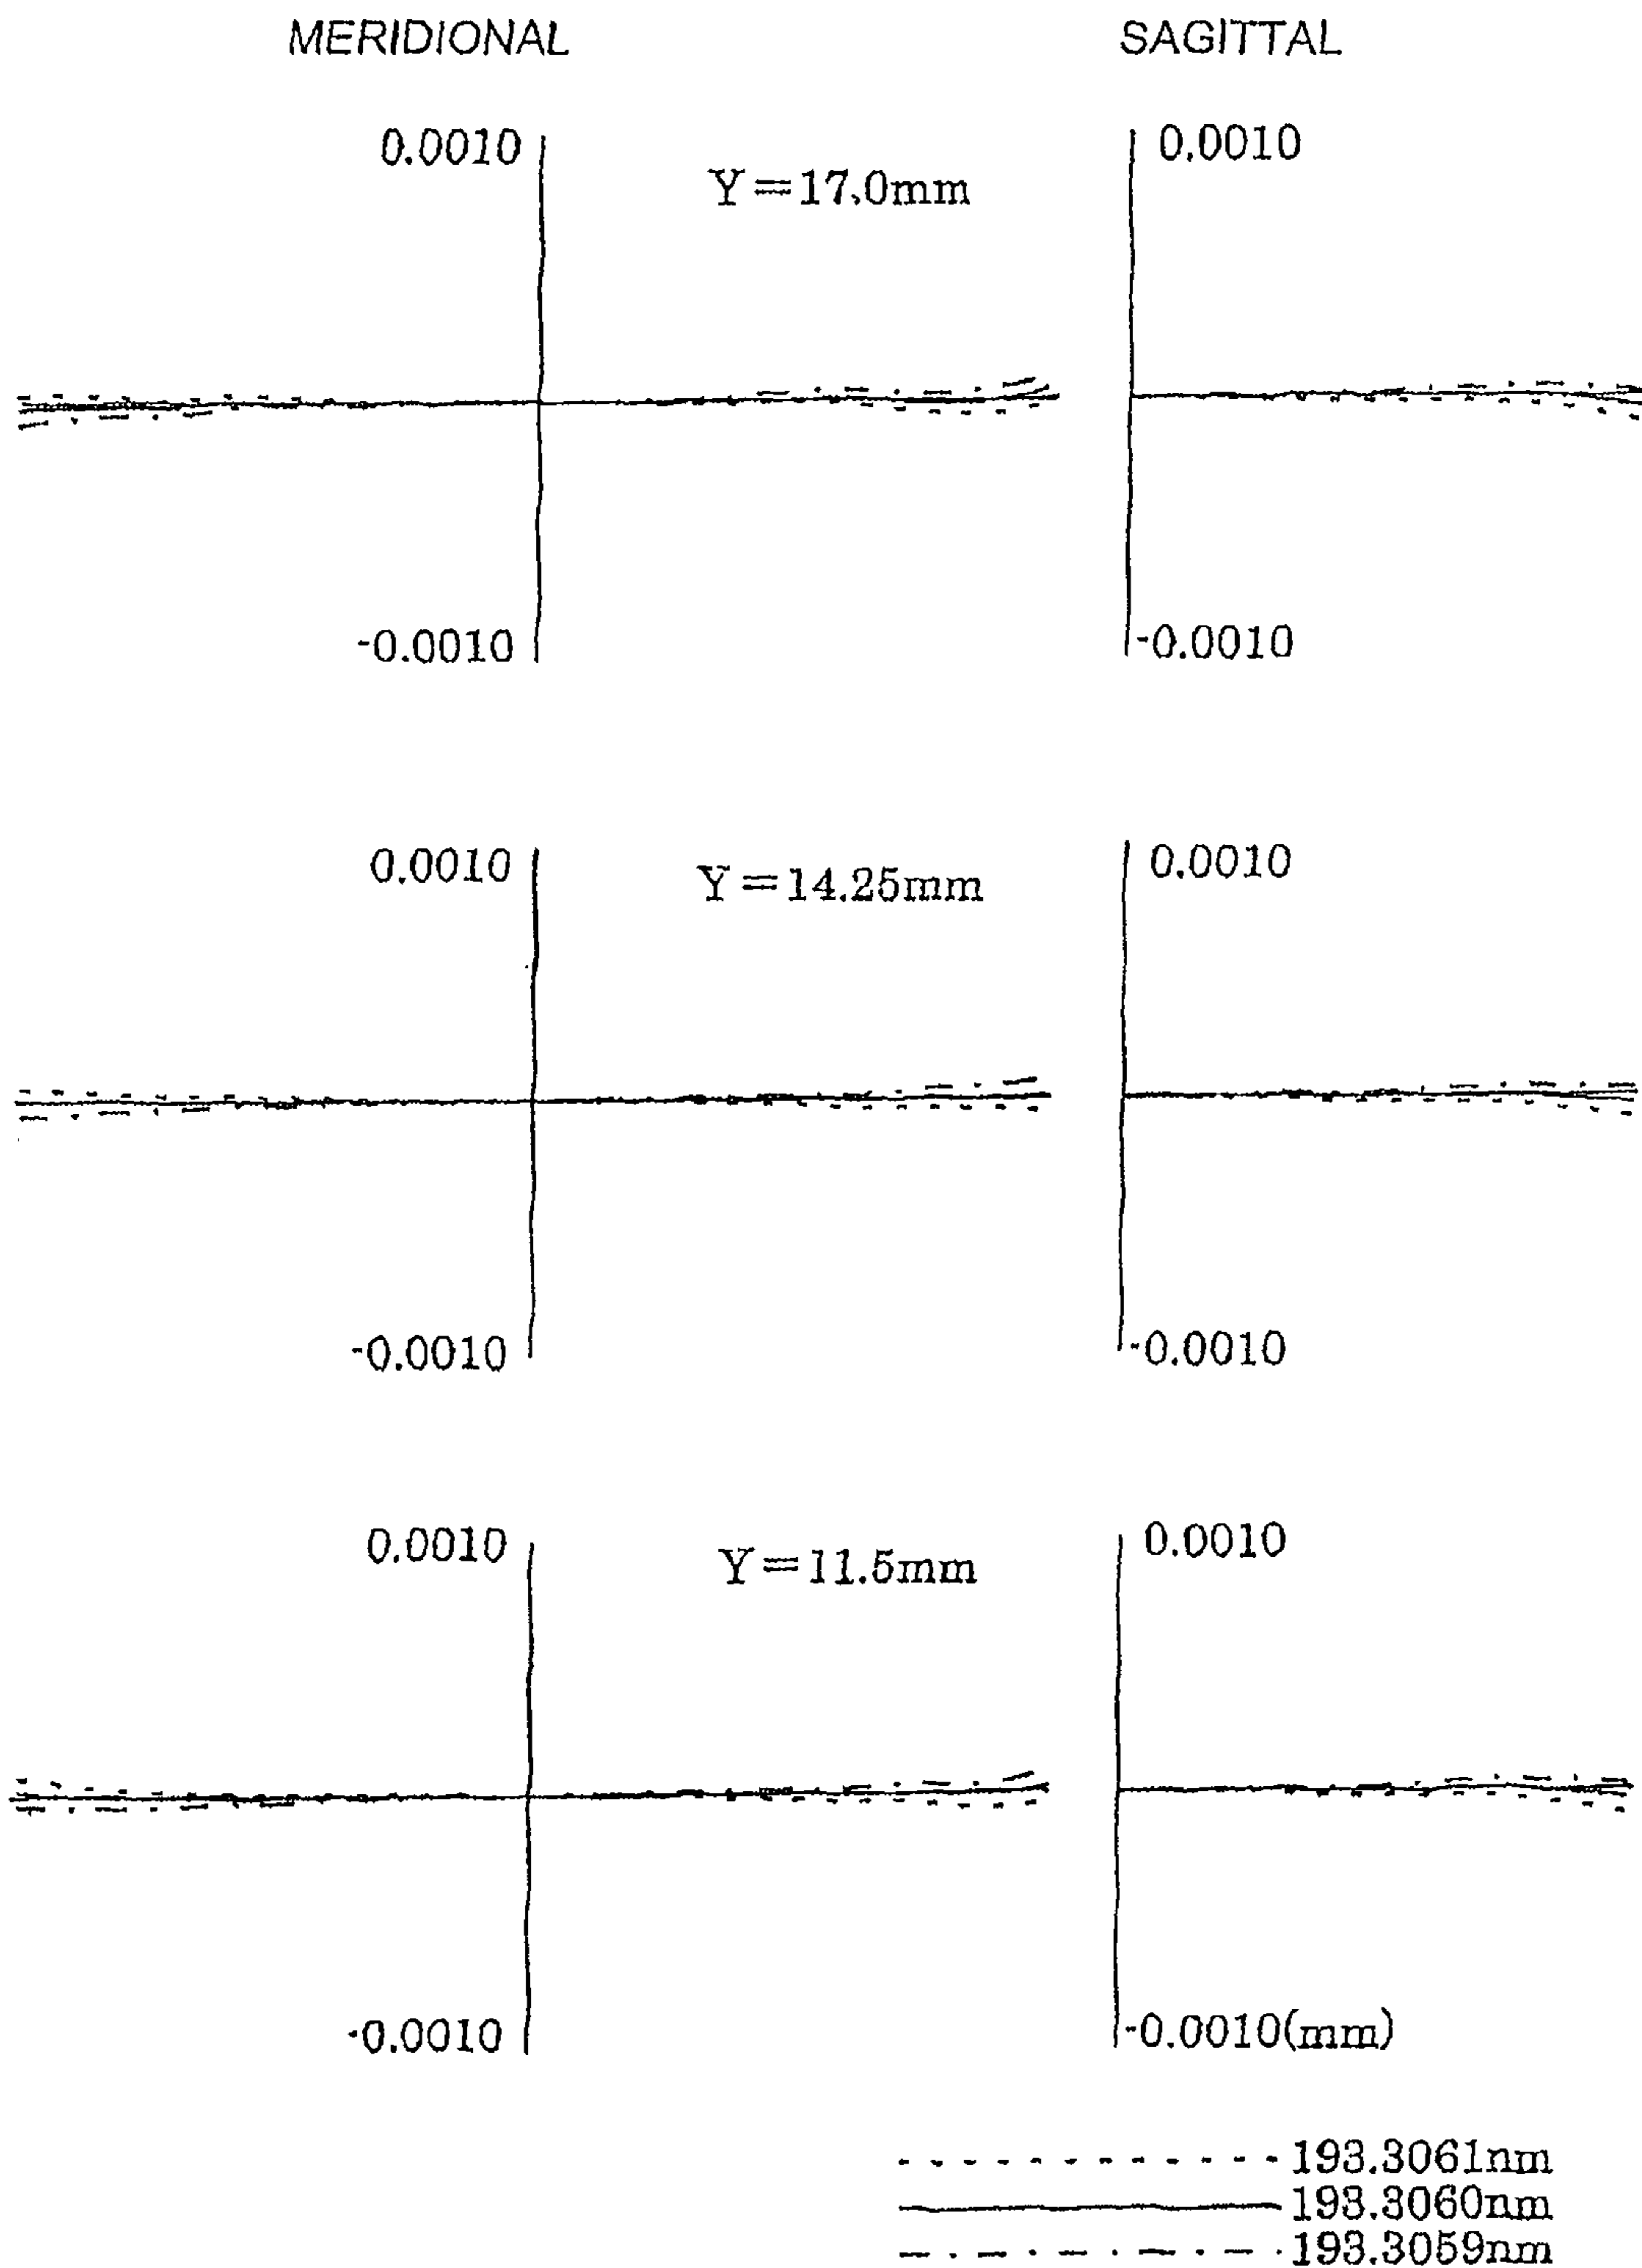 MERIDIONAL SAGITTAL
0.0010 Y=17.0mm 0.0010
-0.0010 -0.0010
0.0010 Y=14.25mm 0.0010
-0.0010 -0.0010
0.0010 Y=11.5mm 0.0010
-0.0010 -0.0010(mm)
193.3061nm
193.3060nm
193.3059nm